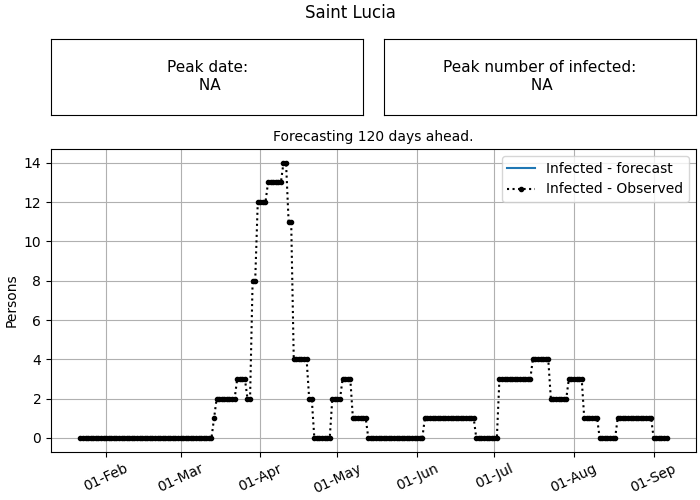 Saint Lucia
Peak date:
NA
Peak number of infected:
NA
Forecasting 120 days ahead.
Infected - forecast
Infected - Observed
Persons
14
12
10
8
6
4
2
0
01-Feb
01-Mar
01-Apr
01-May
01-Jun
01-Jul
01-Aug
01-Sep